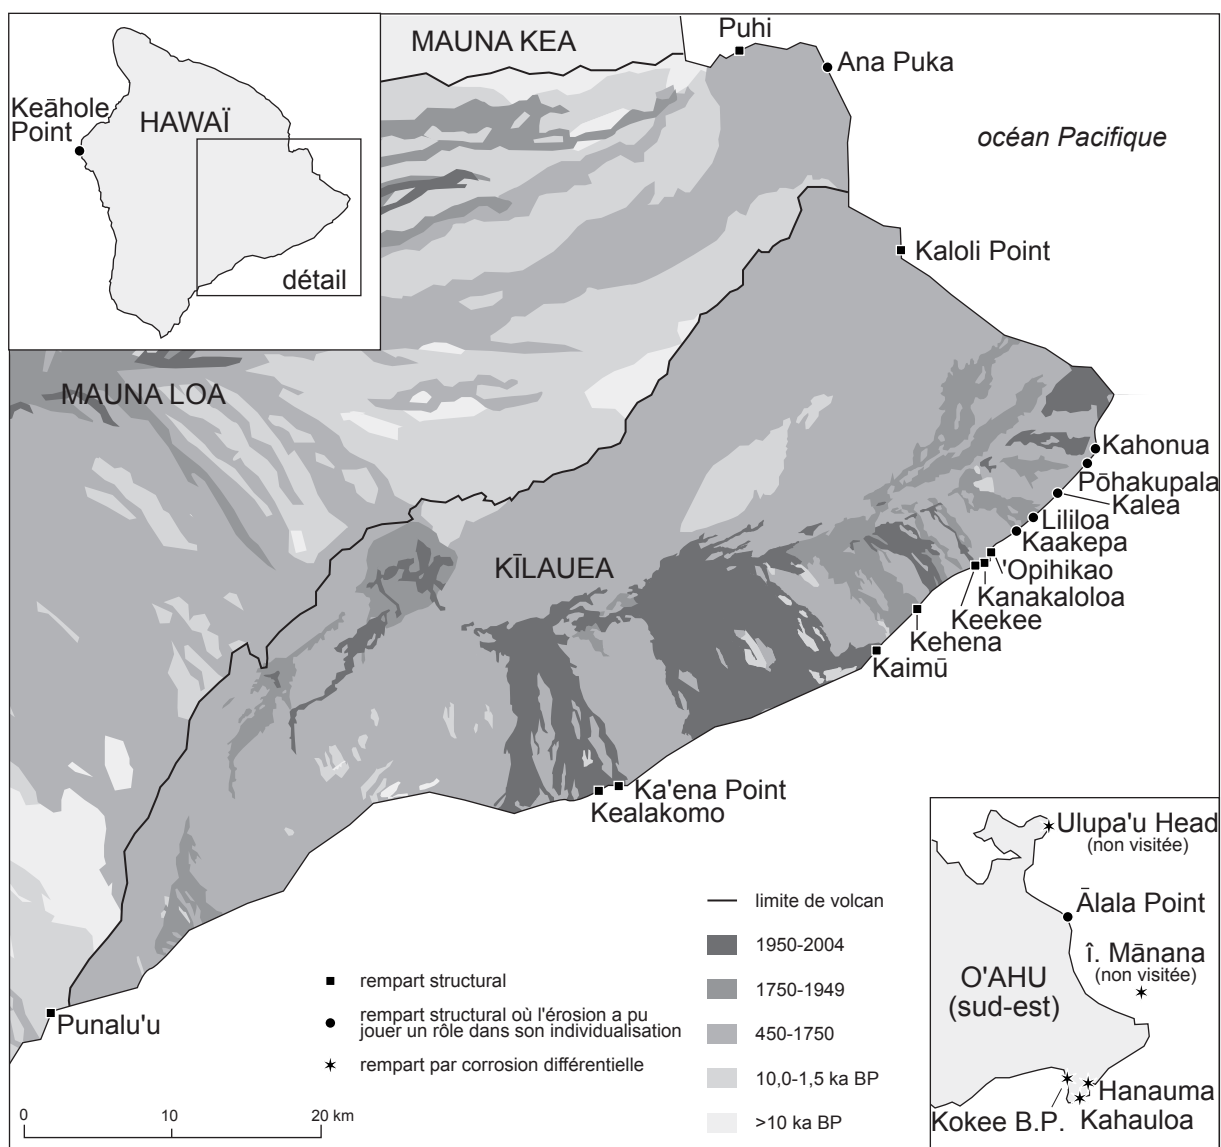 MAUNA KEA
Puhi
Ana Puka
Keāhole
Point
HAWAÏ
océan Pacifique
détail
Kaloli Point
MAUNA LOA
Kahonua
Pōhakupala
Kalea
Lililoa
Kaakepa
'Opihikao
Kanakaloloa
Keekee
Kehena
Kaimū
KĪLAUEA
Ka'ena Point
Kealakomo
Punalu'u
limite de volcan
1950-2004
1750-1949
450-1750
10,0-1,5 ka BP
>10 ka BP
rempart structural
rempart structural où l'érosion a pu
jouer un rôle dans son individualisation
rempart par corrosion différentielle
0 10 20 km
Ulupa'u Head
(non visitée)
Ālala Point
î. Mānana
(non visitée)
O'AHU
(sud-est)
Hanauma
Kokee B.P.
Kahauloa